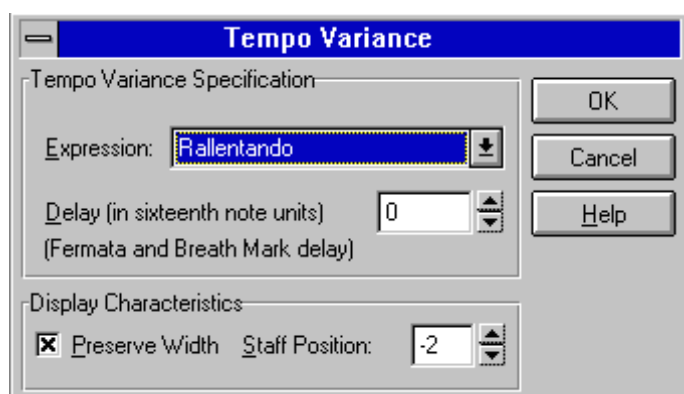 Tempo Variance
Tempo Variance Specification
Expression: Rallentando
Delay (in sixteenth note units) 0
(Fermata and Breath Mark delay)
Display Characteristics
Preserve Width Staff Position: -2
OK
Cancel
Help